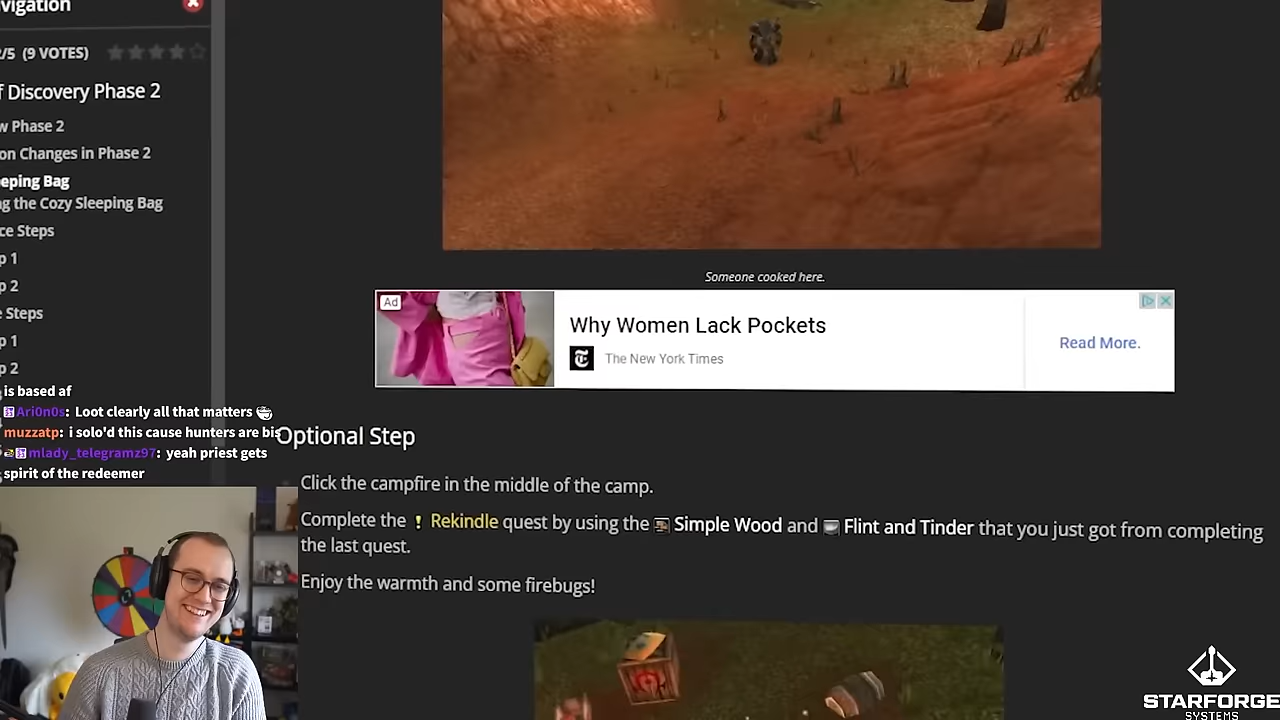 vigation
/5 (9 VOTES)
f Discovery Phase 2
w Phase 2
on Changes in Phase 2
eping Bag
g the Cozy Sleeping Bag
ce Steps
p 1
p 2
e Steps
p 1
p 2
is based af
Ari0n0s: Loot clearly all that matters
muzzatp: i solo'd this cause hunters are bis
mlady_telegramz97: yeah priest gets
spirit of the redeemer
Someone cooked here.
Ad
Why Women Lack Pockets
The New York Times
Read More.
Optional Step
Click the campfire in the middle of the camp.
Complete the ! Rekindle quest by using the Simple Wood and Flint and Tinder that you just got from completing
the last quest.
Enjoy the warmth and some firebugs!
STARFORGE
SYSTEMS